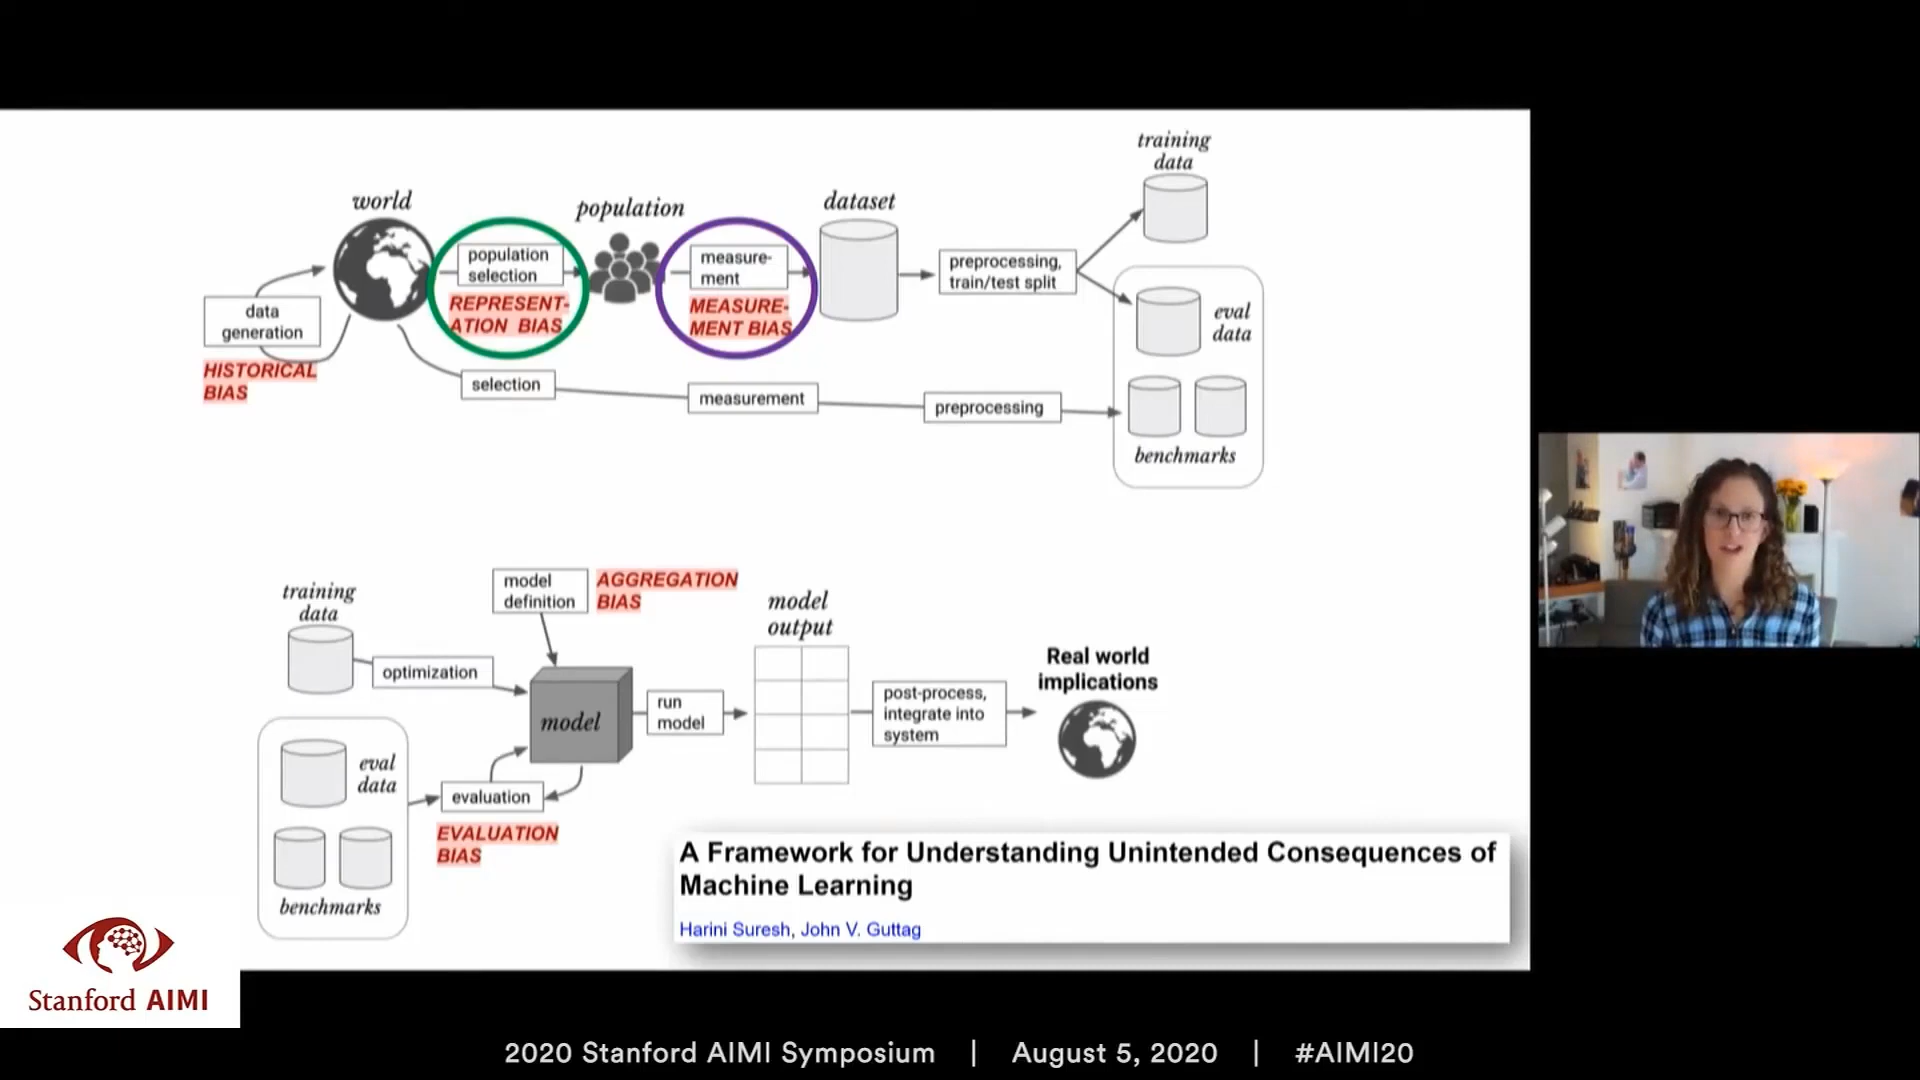 training
data
world
population
dataset
population
selection
measure-
ment
preprocessing,
train/test split
REPRESENT-
ATION BIAS
MEASURE-
MENT BIAS
data
generation
eval
data
HISTORICAL
BIAS
selection
measurement
preprocessing
benchmarks
training
data
model
definition
AGGREGATION
BIAS
model
output
optimization
Real world
implications
model
run
model
post-process,
integrate into
system
eval
data
evaluation
EVALUATION
BIAS
benchmarks
A Framework for Understanding Unintended Consequences of
Machine Learning
Harini Suresh, John V. Guttag
Stanford AIMI
2020 Stanford AIMI Symposium | August 5, 2020 | #AIMI20